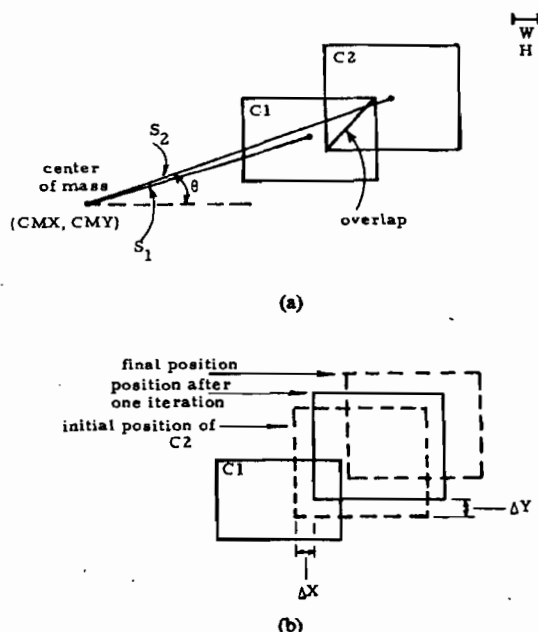 W
H
C2
C1
S2
center
of mass
θ
(CMX, CMY)
S1
overlap
(a)
final position
position after
one iteration
initial position of
C2
C1
ΔY
ΔX
(b)